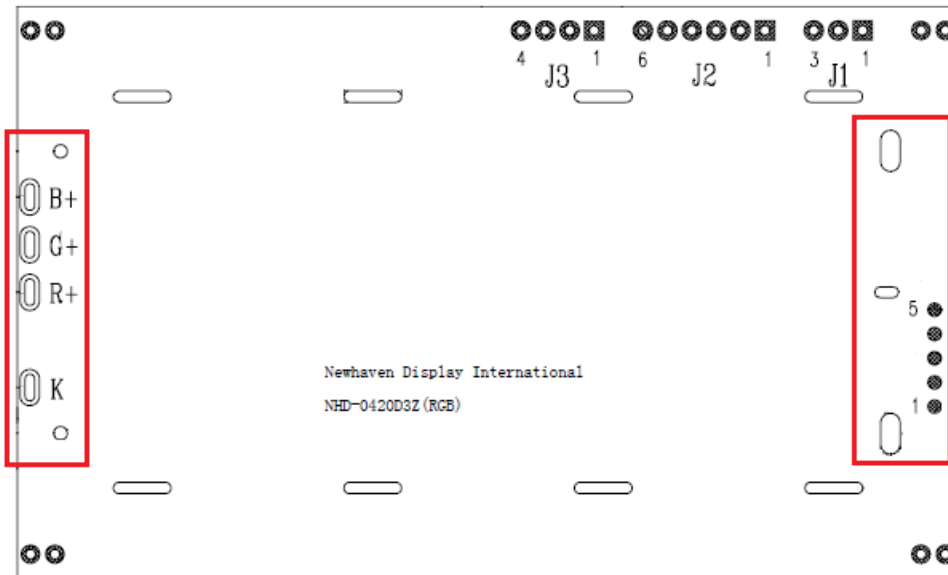 4 1 6 1 3 1
J3 J2 J1
B+
G+
R+
5
K
1
Newhaven Display International
NHD-0420D3Z(RGB)